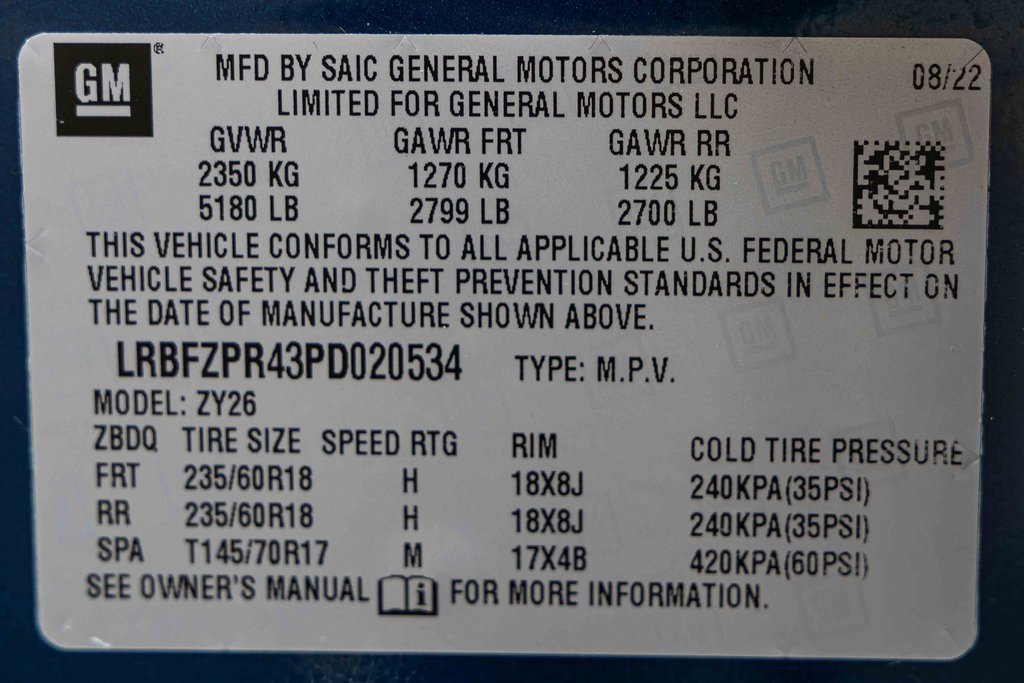 GM ®
MFD BY SAIC GENERAL MOTORS CORPORATION 08/22
LIMITED FOR GENERAL MOTORS LLC
GVWR GAWR FRT GAWR RR
2350 KG 1270 KG 1225 KG
5180 LB 2799 LB 2700 LB
THIS VEHICLE CONFORMS TO ALL APPLICABLE U.S. FEDERAL MOTOR
VEHICLE SAFETY AND THEFT PREVENTION STANDARDS IN EFFECT ON
THE DATE OF MANUFACTURE SHOWN ABOVE.
LRBFZPR43PD020534 TYPE: M.P.V.
MODEL: ZY26
ZBDQ TIRE SIZE SPEED RTG RIM COLD TIRE PRESSURE
FRT 235/60R18 H 18X8J 240KPA(35PSI)
RR 235/60R18 H 18X8J 240KPA(35PSI)
SPA T145/70R17 M 17X4B 420KPA(60PSI)
SEE OWNER'S MANUAL i FOR MORE INFORMATION.